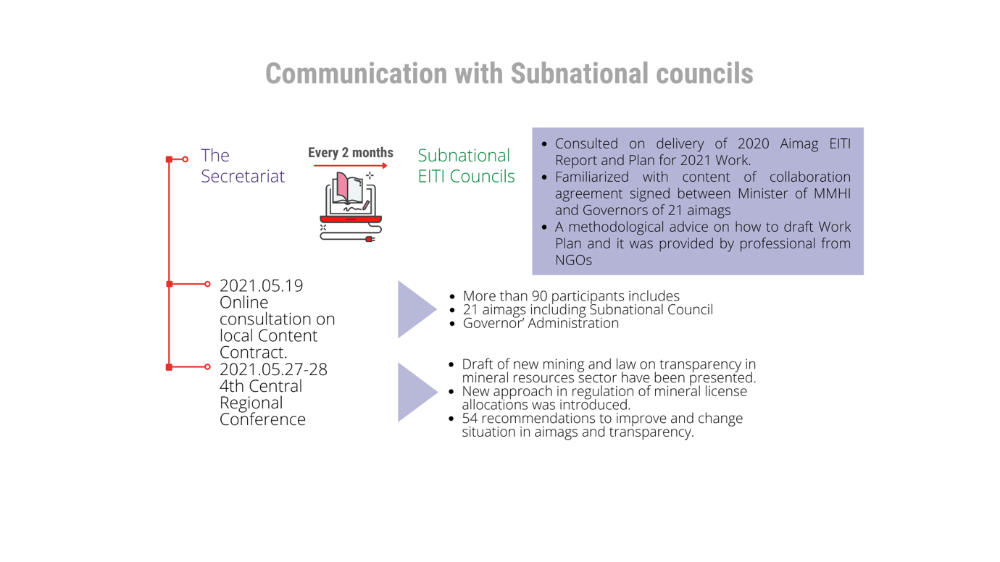 Communication with Subnational councils
The
Secretariat
Every 2 months
Subnational
EITI Councils
• Consulted on delivery of 2020 Aimag EITI
Report and Plan for 2021 Work.
• Familiarized with content of collaboration
agreement signed between Minister of MMHI
and Governors of 21 aimags
• A methodological advice on how to draft Work
Plan and it was provided by professional from
NGOs
2021.05.19
Online
consultation on
local Content
Contract.
• More than 90 participants includes
• 21 aimags including Subnational Council
• Governor’ Administration
2021.05.27-28
4th Central
Regional
Conference
• Draft of new mining and law on transparency in
mineral resources sector have been presented.
• New approach in regulation of mineral license
allocations was introduced.
• 54 recommendations to improve and change
situation in aimags and transparency.